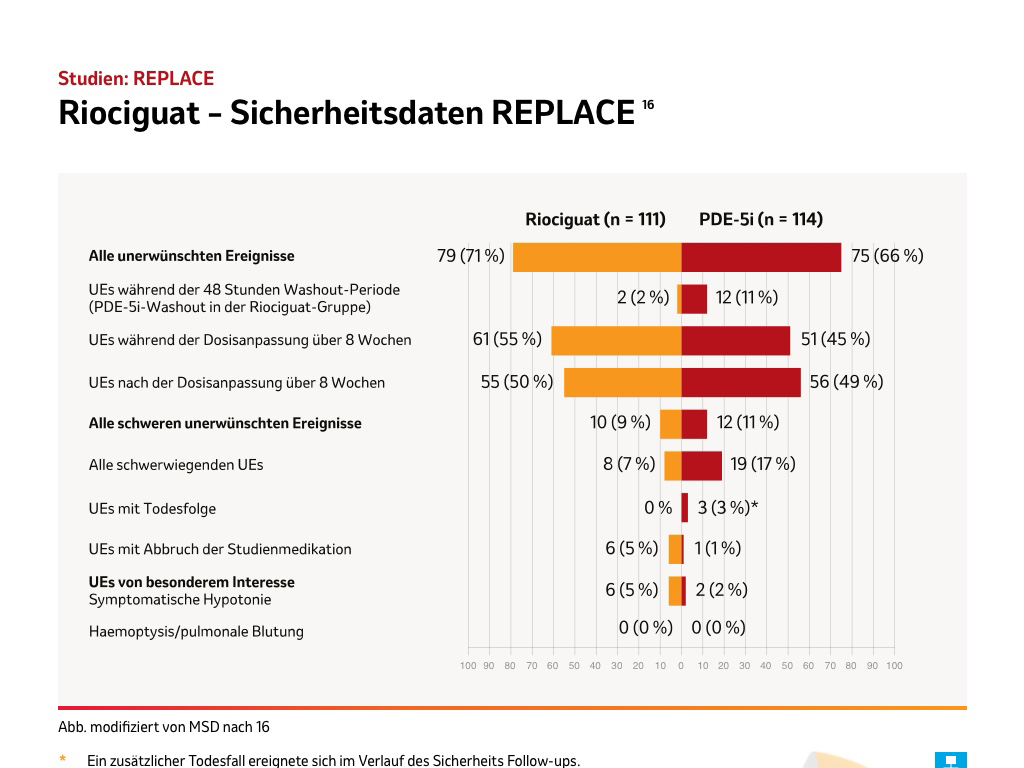 Studien: REPLACE
Riociguat – Sicherheitsdaten REPLACE 16
Riociguat (n = 111) PDE-5i (n = 114)
Alle unerwünschten Ereignisse 79 (71 %) 75 (66 %)
UEs während der 48 Stunden Washout-Periode
(PDE-5i-Washout in der Riociguat-Gruppe) 2 (2 %) 12 (11 %)
UEs während der Dosisanpassung über 8 Wochen 61 (55 %) 51 (45 %)
UEs nach der Dosisanpassung über 8 Wochen 55 (50 %) 56 (49 %)
Alle schweren unerwünschten Ereignisse 10 (9 %) 12 (11 %)
Alle schwerwiegenden UEs 8 (7 %) 19 (17 %)
UEs mit Todesfolge 0 % 3 (3 %)*
UEs mit Abbruch der Studienmedikation 6 (5 %) 1 (1 %)
UEs von besonderem Interesse
Symptomatische Hypotonie 6 (5 %) 2 (2 %)
Haemoptysis/pulmonale Blutung 0 (0 %) 0 (0 %)
100 90 80 70 60 50 40 30 20 10 0 10 20 30 40 50 60 70 80 90 100
Abb. modifiziert von MSD nach 16
* Ein zusätzlicher Todesfall ereignete sich im Verlauf des Sicherheits Follow-ups.